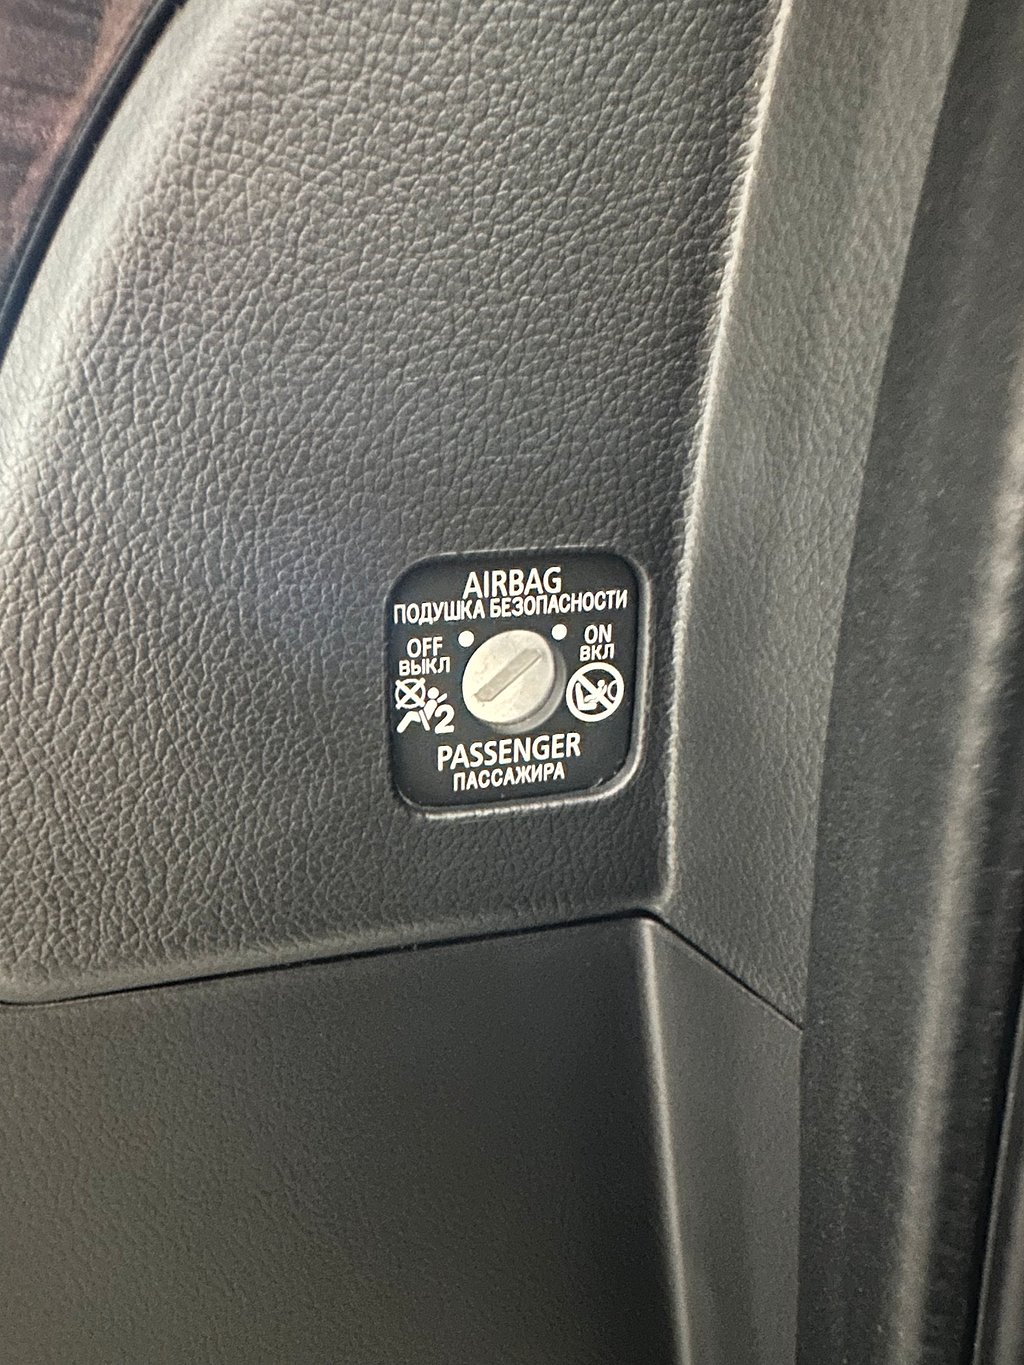 AIRBAG
ПОДУШКА БЕЗОПАСНОСТИ
OFF
ВЫКЛ
ON
ВКЛ
2
PASSENGER
ПАССАЖИРА